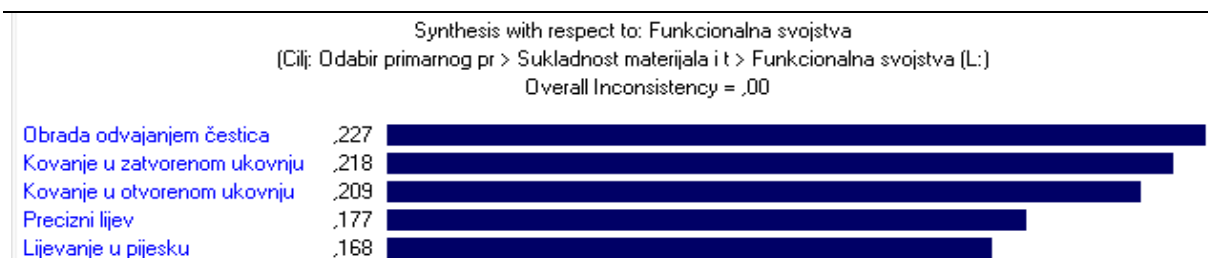 Synthesis with respect to: Funkcionalna svojstva
(Cilj: Odabir primarnog pr > Sukladnost materijala i t > Funkcionalna svojstva (L:)
Overall Inconsistency = ,00
Obrada odvajanjem čestica ,227
Kovanje u zatvorenom ukovnju ,218
Kovanje u otvorenom ukovnju ,209
Precizni lijev ,177
Lijevanje u pijesku ,168